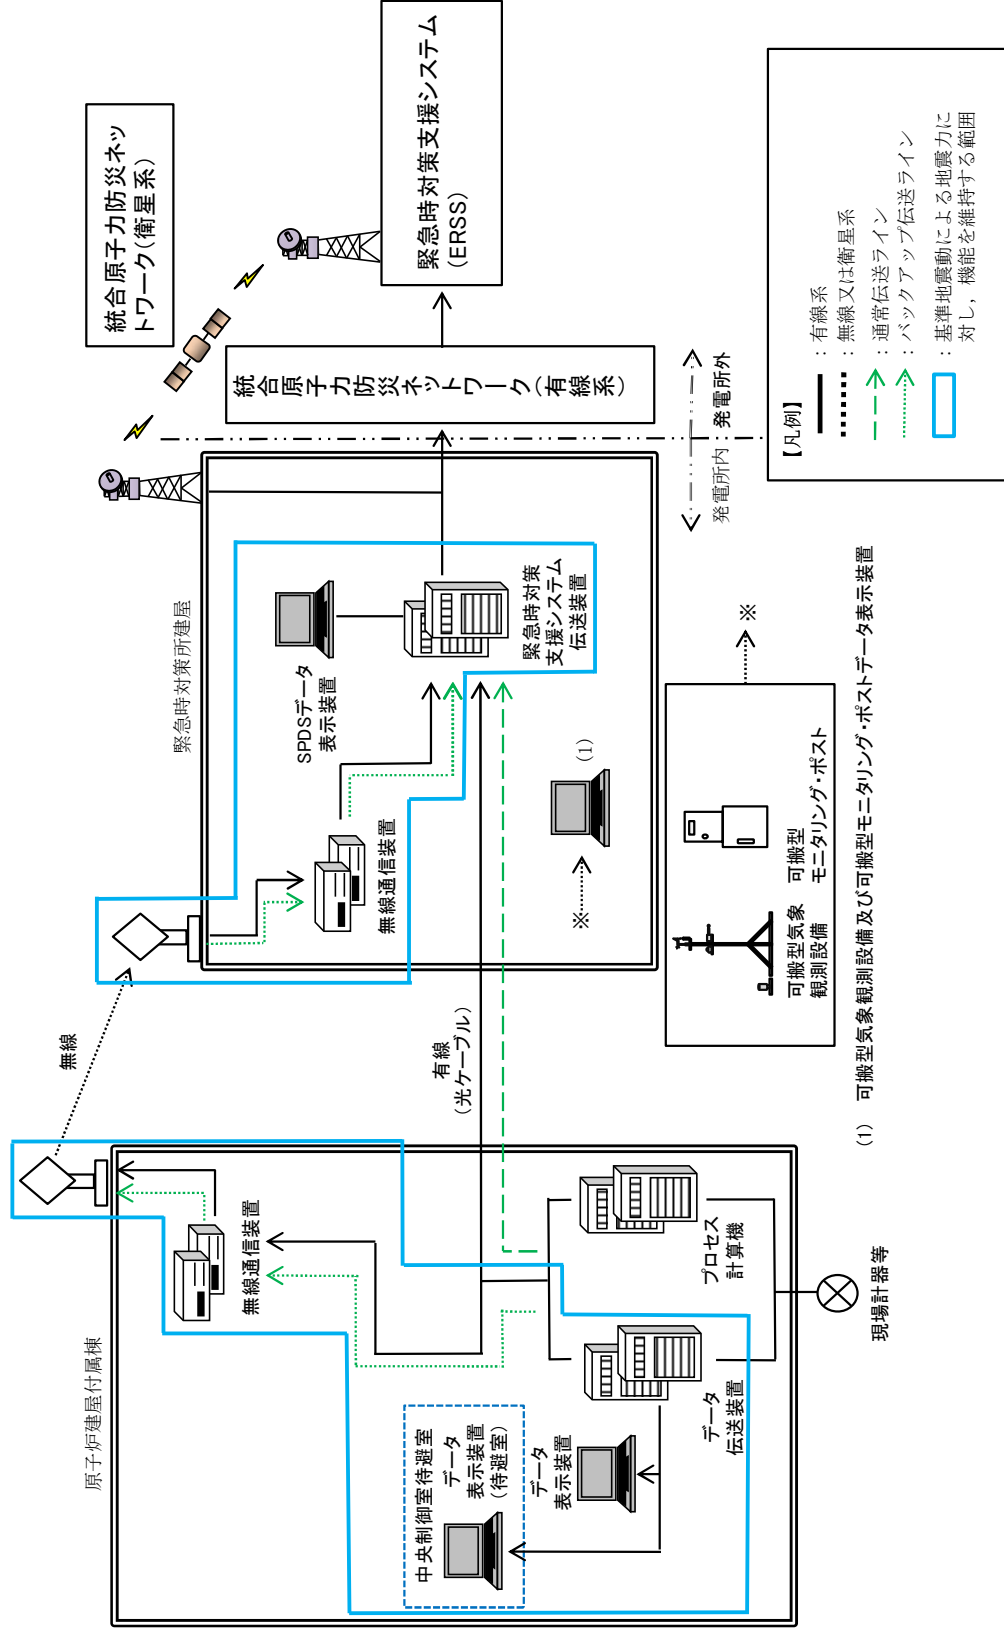 原子炉建屋付属棟
中央制御室待避室
データ
表示装置
(待避室)
データ
表示装置
データ
伝送装置
無線通信装置
プロセス
計算機
現場計器等
無線
有線
(光ケーブル)
緊急時対策所建屋
無線通信装置
SPDSデータ
表示装置
緊急時対策
支援システム
伝送装置
※
(1)
可搬型気象
観測設備
可搬型
モニタリング・ポスト
※
(1) 可搬型気象観測設備及び可搬型モニタリング・ポストデータ表示装置
発電所内
発電所外
統合原子力防災ネッ
トワーク(衛星系)
統合原子力防災ネットワーク(有線系)
緊急時対策支援システム
(ERSS)
【凡例】
:有線系
:無線又は衛星系
:通常伝送ライン
:バックアップ伝送ライン
:基準地震動による地震力に
対し,機能を維持する範囲